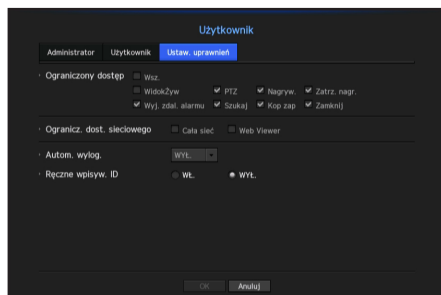 Użytkownik
Administrator Użytkownik Ustaw. uprawnień
Ograniczony dostęp Wsz.
WidokŻyw PTZ Nagryw. Zatrz. nagr.
Wyj. zdal. alarmu Szukaj Kop zap Zamknij
Ogranicz. dost. sieciowego Cała sieć Web Viewer
Autom. wylog. WYŁ.
Ręczne wpisyw. ID WŁ. WYŁ.
OK Anuluj